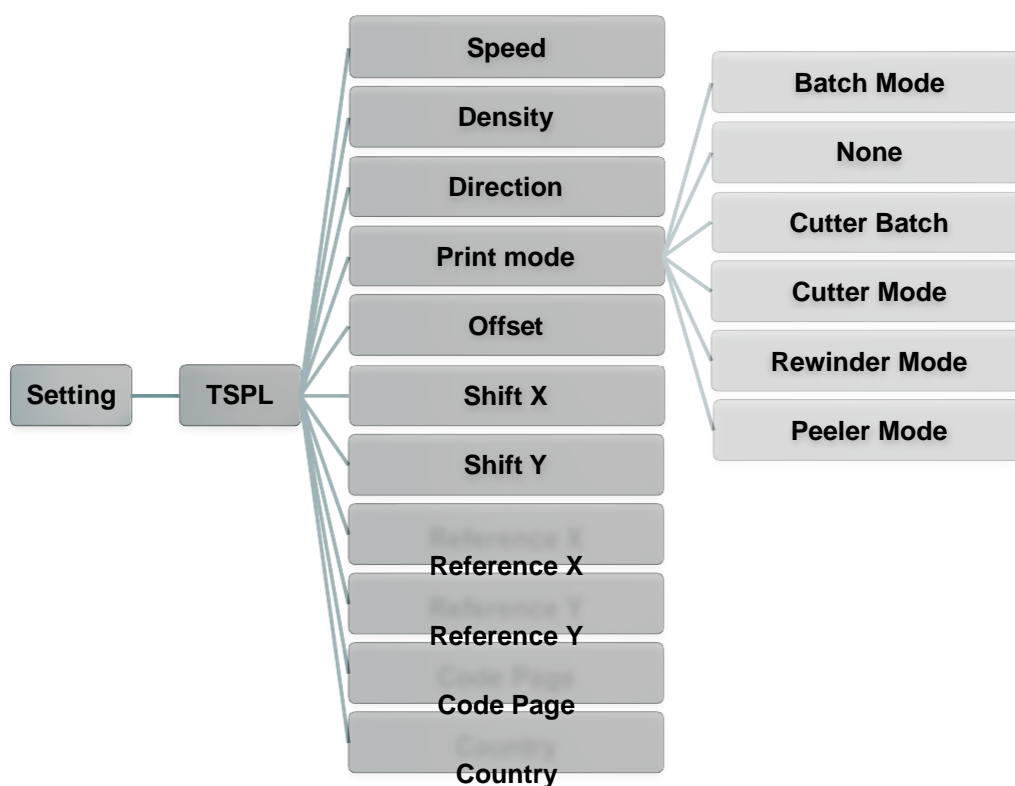 Setting
TSPL
Speed
Density
Direction
Print mode
Offset
Shift X
Shift Y
Reference X
Reference Y
Code Page
Country
Batch Mode
None
Cutter Batch
Cutter Mode
Rewinder Mode
Peeler Mode